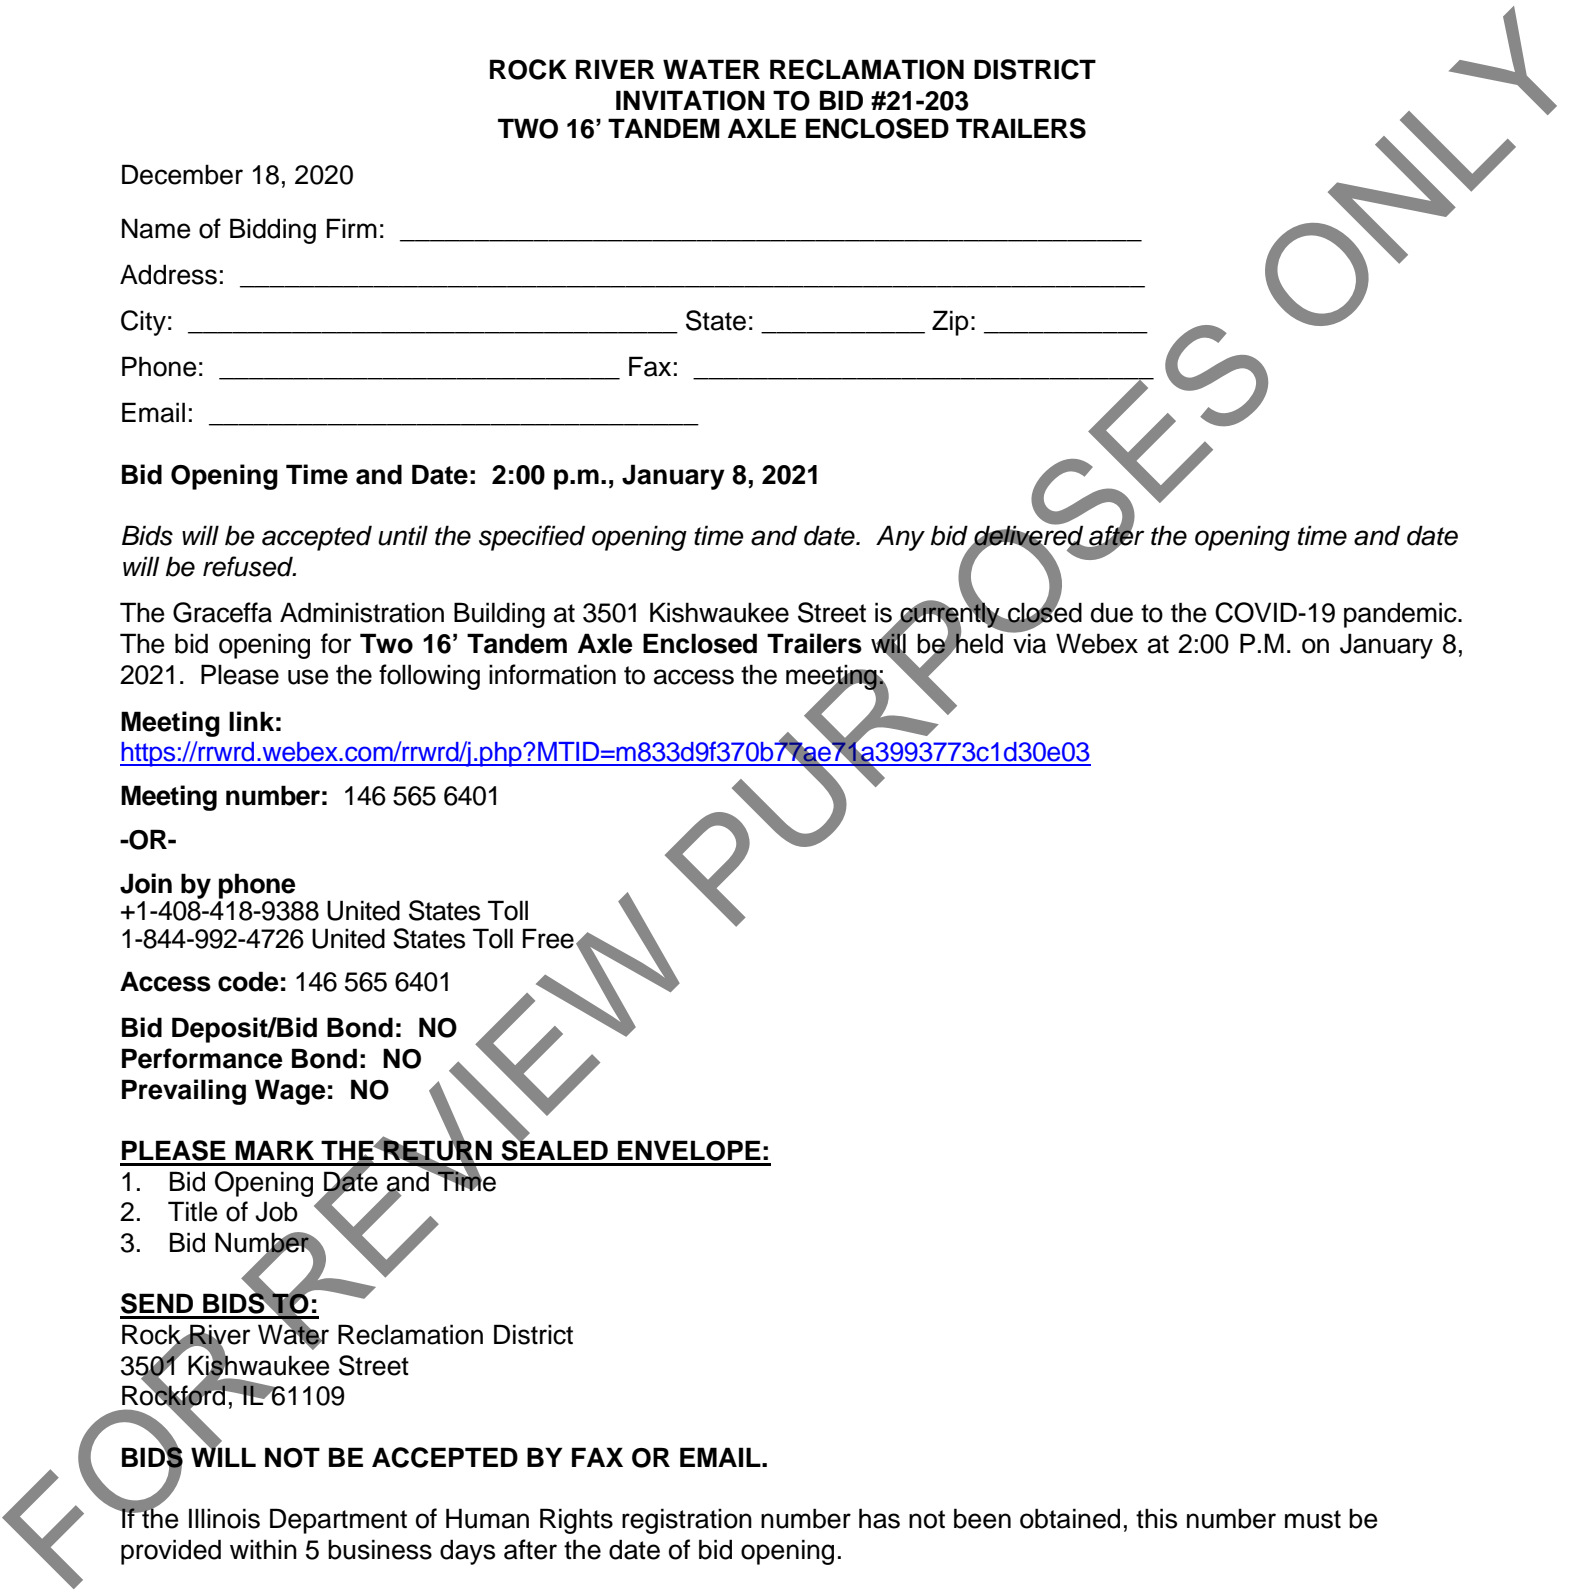 ROCK RIVER WATER RECLAMATION DISTRICT
INVITATION TO BID #21-203
TWO 16’ TANDEM AXLE ENCLOSED TRAILERS
December 18, 2020
Name of Bidding Firm: __________________________________________________
Address: _____________________________________________________________
City: _________________________________ State: ___________ Zip: ___________
Phone: ___________________________ Fax: _______________________________
Email: _________________________________
Bid Opening Time and Date: 2:00 p.m., January 8, 2021
Bids will be accepted until the specified opening time and date. Any bid delivered after the opening time and date
will be refused.
The Graceffa Administration Building at 3501 Kishwaukee Street is currently closed due to the COVID-19 pandemic.
The bid opening for Two 16’ Tandem Axle Enclosed Trailers will be held via Webex at 2:00 P.M. on January 8,
2021. Please use the following information to access the meeting:
Meeting link:
https://rrwrd.webex.com/rrwrd/j.php?MTID=m833d9f370b77ae71a3993773c1d30e03
Meeting number: 146 565 6401
-OR-
Join by phone
+1-408-418-9388 United States Toll
1-844-992-4726 United States Toll Free
Access code: 146 565 6401
Bid Deposit/Bid Bond: NO
Performance Bond: NO
Prevailing Wage: NO
PLEASE MARK THE RETURN SEALED ENVELOPE:
1. Bid Opening Date and Time
2. Title of Job
3. Bid Number
SEND BIDS TO:
Rock River Water Reclamation District
3501 Kishwaukee Street
Rockford, IL 61109
BIDS WILL NOT BE ACCEPTED BY FAX OR EMAIL.
If the Illinois Department of Human Rights registration number has not been obtained, this number must be
provided within 5 business days after the date of bid opening.
FOR REVIEW PURPOSES ONLY